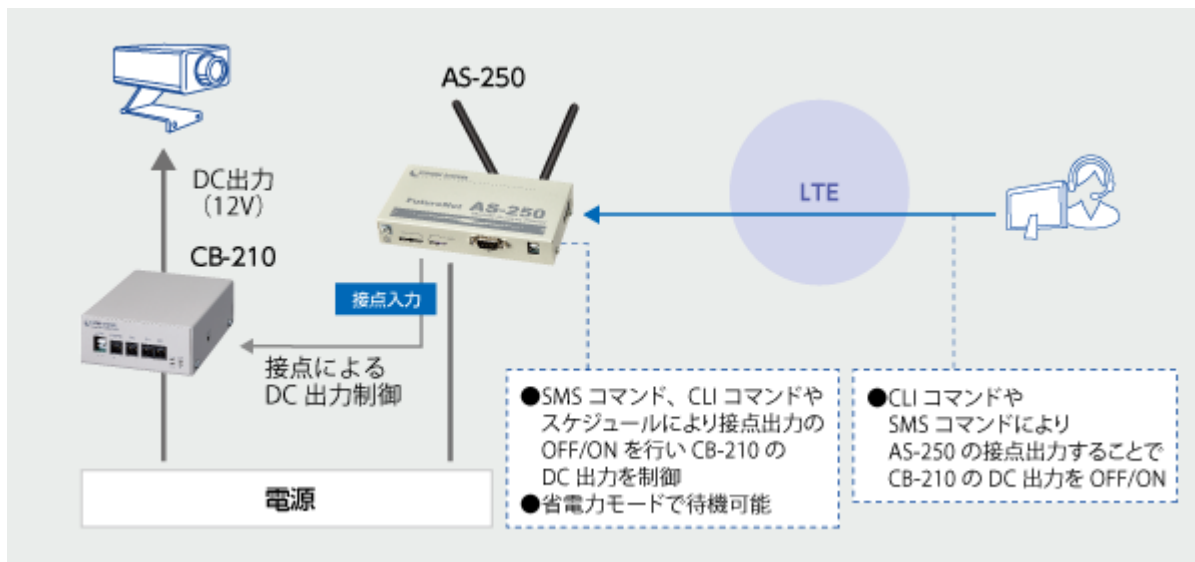 AS-250
DC出力
（12V）
LTE
FutureNet AS-250
CB-210
接点入力
接点による
DC 出力制御
●SMS コマンド、CLI コマンドや
スケジュールにより接点出力の
OFF/ON を行い CB-210 の
DC 出力を制御
●省電力モードで待機可能
●CLI コマンドや
SMS コマンドにより
AS-250 の接点出力することで
CB-210 の DC 出力を OFF/ON
電源